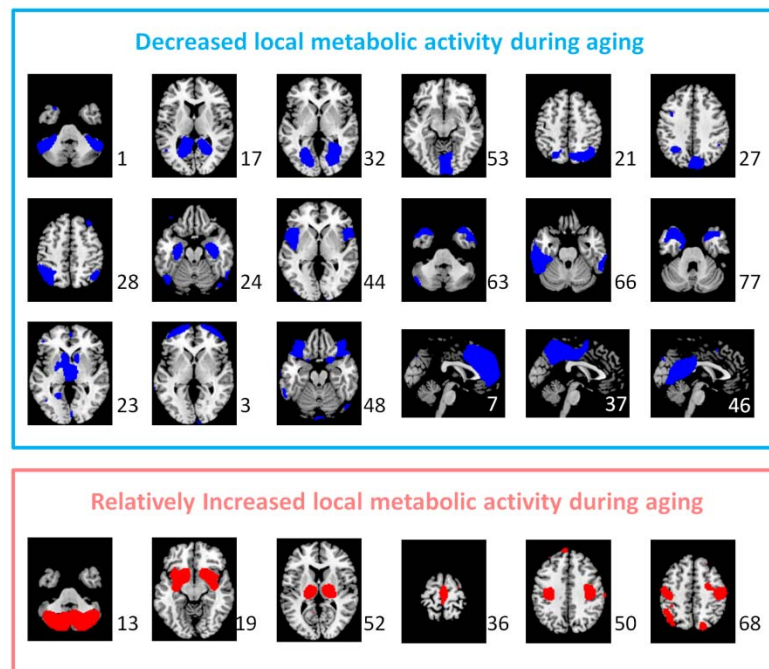 Decreased local metabolic activity during aging
1 17 32 53 21 27
28 24 44 63 66 77
23 3 48 7 37 46
Relatively Increased local metabolic activity during aging
13 19 52 36 50 68